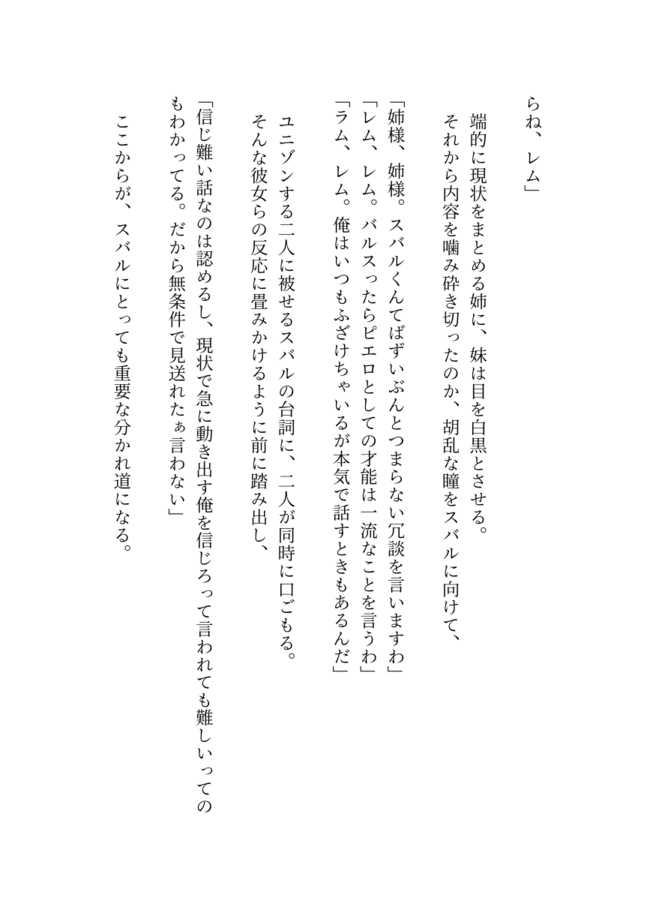 らね、レム」
端的に現状をまとめる姉に、妹は目を白黒とさせる。
それから内容を噛み砕き切ったのか、胡乱な瞳をスバルに向けて、
「姉様、姉様。スバルくんてばずいぶんとつまらない冗談を言いますわ」
「レム、レム。バルスったらピエロとしての才能は一流なことを言うわ」
「ラム、レム。俺はいつもふざけちゃいるが本気で話すときもあるんだ」
ユニゾンする二人に被せるスバルの台詞に、二人が同時に口ごもる。
そんな彼女らの反応に畳みかけるように前に踏み出し、
「信じ難い話なのは認めるし、現状で急に動き出す俺を信じろって言われても難しいっての
もわかってる。だから無条件で見送れたぁ言わない」
ここからが、スバルにとっても重要な分かれ道になる。